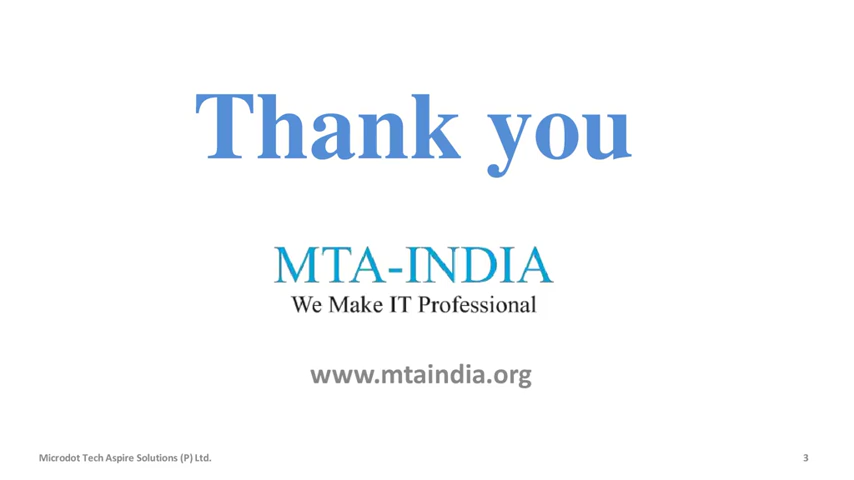 Thank you
MTA-INDIA
We Make IT Professional
www.mtaindia.org
Microdot Tech Aspire Solutions (P) Ltd.
3